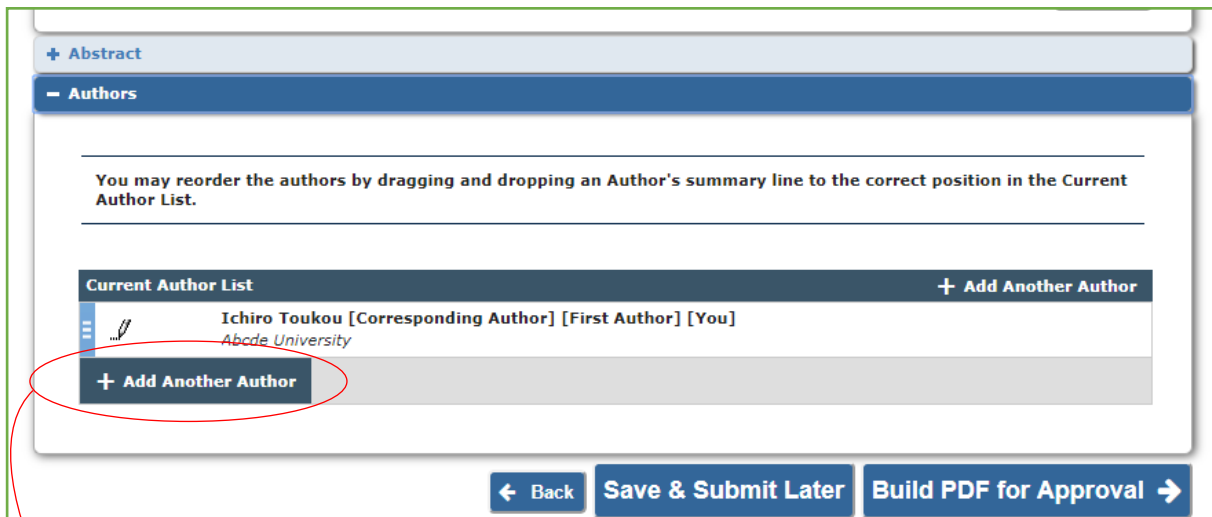 + Abstract
– Authors
You may reorder the authors by dragging and dropping an Author's summary line to the correct position in the Current
Author List.
Current Author List + Add Another Author
Ichiro Toukou [Corresponding Author] [First Author] [You]
Abcde University
+ Add Another Author
← Back Save & Submit Later Build PDF for Approval →